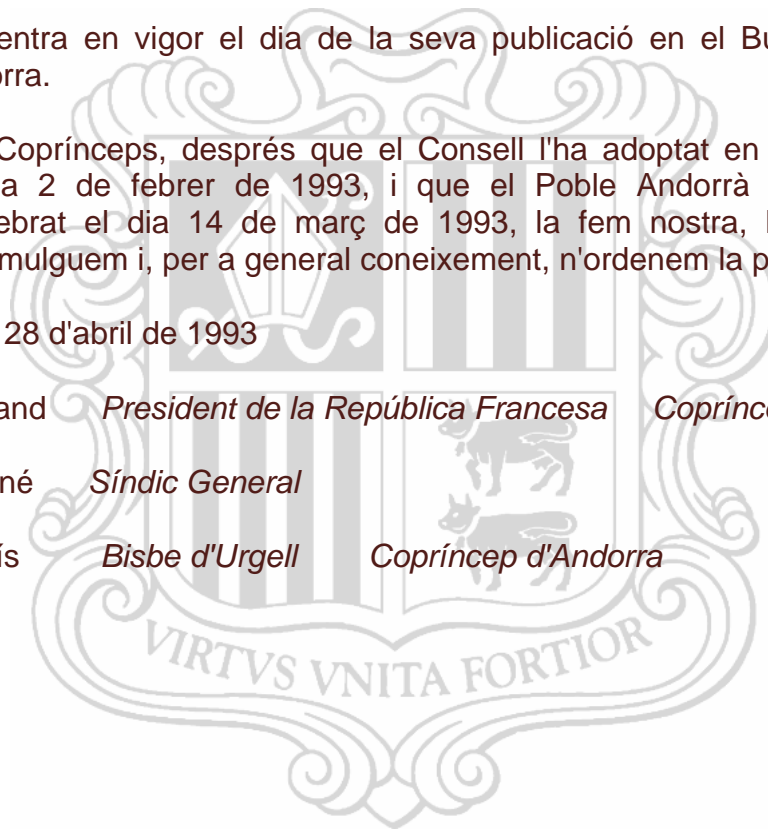 entra en vigor el dia de la seva publicació en el Bu
rra.
Coprínceps, després que el Consell l'ha adoptat en
a 2 de febrer de 1993, i que el Poble Andorrà
ebrat el dia 14 de març de 1993, la fem nostra, l
mulguem i, per a general coneixement, n'ordenem la p
28 d'abril de 1993
and President de la República Francesa Coprínc
né Síndic General
ís Bisbe d'Urgell Copríncep d'Andorra
VIRTVS VNITA FORTIOR